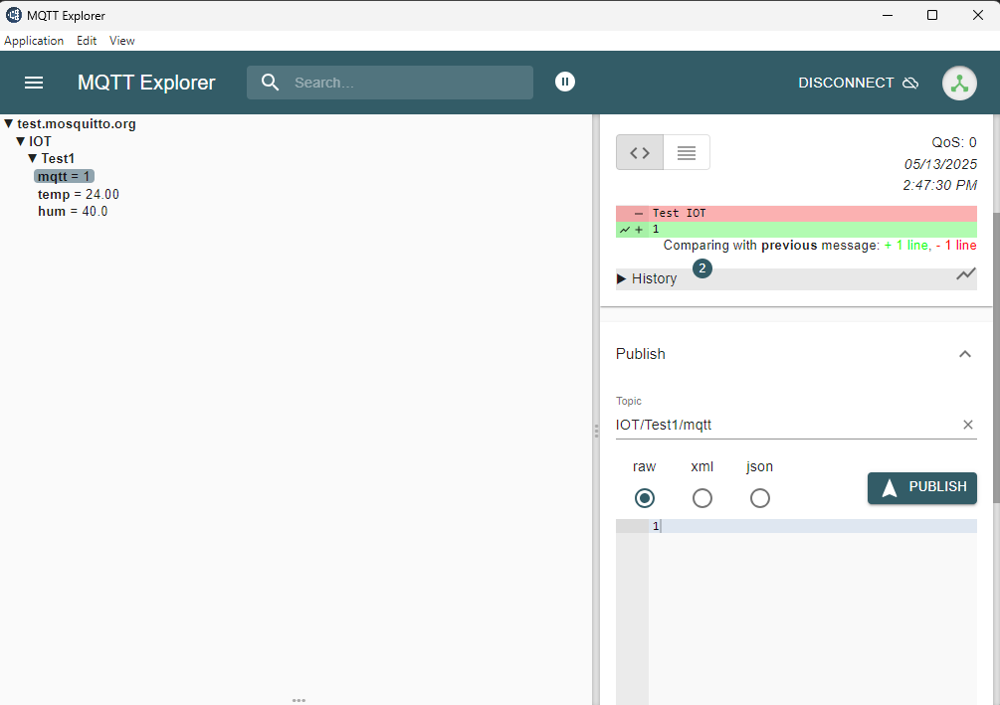 MQTT Explorer
Application Edit View
MQTT Explorer Search... DISCONNECT
▼ test.mosquitto.org
▼ IOT
▼ Test1
mqtt = 1
temp = 24.00
hum = 40.0
QoS: 0
05/13/2025
2:47:30 PM
- Test IOT
+ 1
Comparing with previous message: + 1 line, - 1 line
▶ History 2
Publish
Topic
IOT/Test1/mqtt
raw xml json
PUBLISH
1